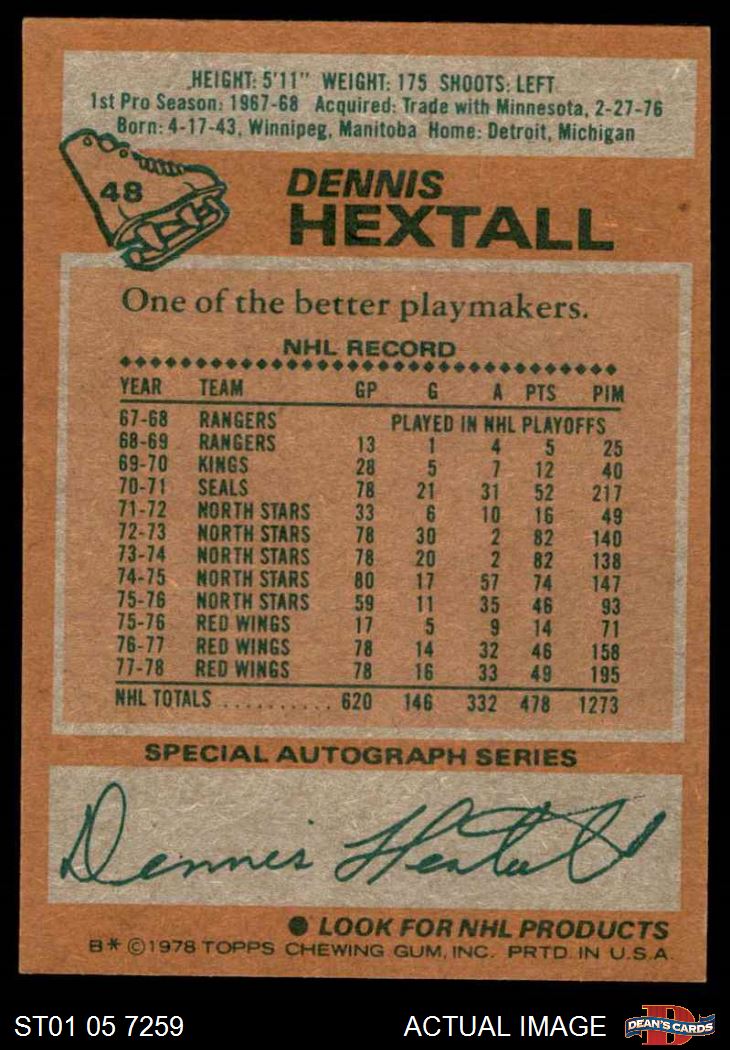 HEIGHT: 5'11" WEIGHT: 175 SHOOTS: LEFT
1st Pro Season: 1967-68 Acquired: Trade with Minnesota, 2-27-76
Born: 4-17-43, Winnipeg, Manitoba Home: Detroit, Michigan
48
DENNIS
HEXTALL
One of the better playmakers.
NHL RECORD
YEAR TEAM GP G A PTS PIM
67-68 RANGERS PLAYED IN NHL PLAYOFFS
68-69 RANGERS 13 1 4 5 25
69-70 KINGS 28 5 7 12 40
70-71 SEALS 78 21 31 52 217
71-72 NORTH STARS 33 6 10 16 49
72-73 NORTH STARS 78 30 2 82 140
73-74 NORTH STARS 78 20 2 82 138
74-75 NORTH STARS 80 17 57 74 147
75-76 NORTH STARS 59 11 35 46 93
75-76 RED WINGS 17 5 9 14 71
76-77 RED WINGS 78 14 32 46 158
77-78 RED WINGS 78 16 33 49 195
NHL TOTALS ........... 620 146 332 478 1273
SPECIAL AUTOGRAPH SERIES
Dennis Hextall
● LOOK FOR NHL PRODUCTS
B* ©1978 TOPPS CHEWING GUM, INC. PRTD. IN U.S.A.
ST01 05 7259 ACTUAL IMAGE D DEAN'S CARDS